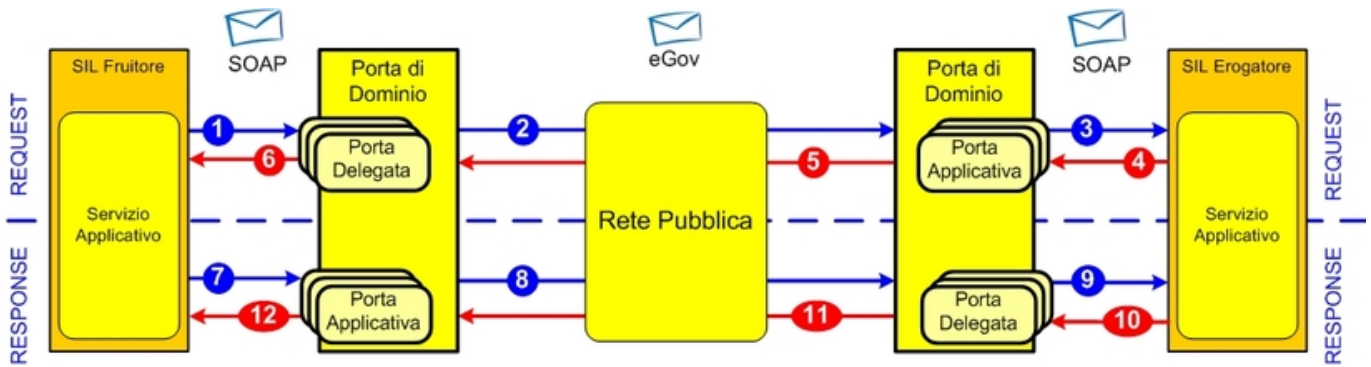 SOAP
eGov
SOAP
SIL Fruitore
Porta di
Dominio
Porta di
Dominio
SIL Erogatore
REQUEST
1
2
3
6
Porta
Delegata
5
Porta
Applicativa
4
REQUEST
Servizio
Applicativo
Rete Pubblica
Servizio
Applicativo
RESPONSE
7
8
9
12
Porta
Applicativa
11
Porta
Delegata
10
RESPONSE